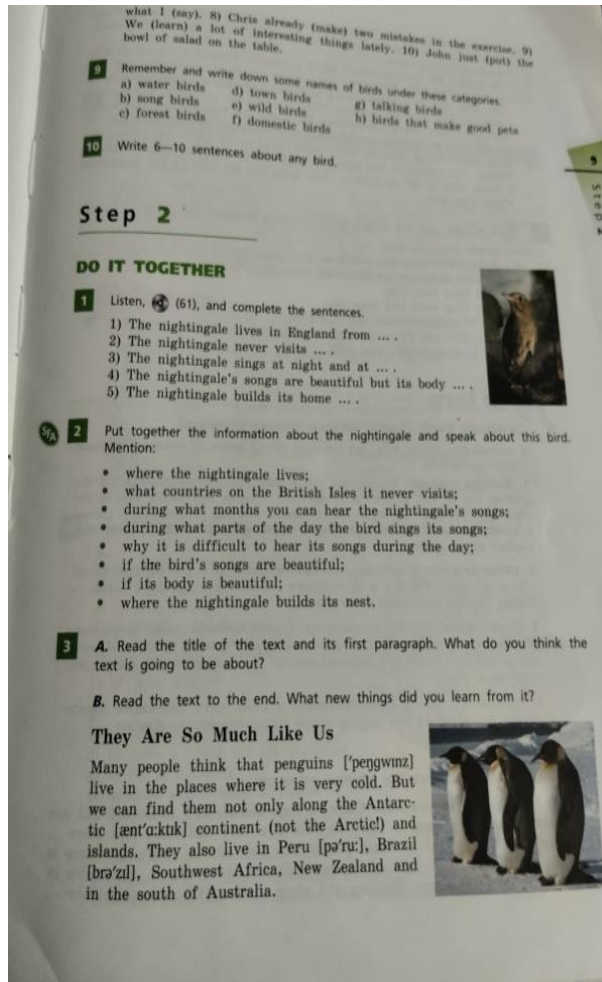 what I (say). 8) Chris already (make) two mistakes in the exercise. 9)
We (learn) a lot of interesting things lately. 10) John just (put) the
bowl of salad on the table.
9 Remember and write down some names of birds under these categories.
a) water birds d) town birds g) talking birds
b) song birds e) wild birds h) birds that make good pets
c) forest birds f) domestic birds
10 Write 6—10 sentences about any bird.
9
Step 2
Step 2
DO IT TOGETHER
1 Listen, (61), and complete the sentences.
1) The nightingale lives in England from ... .
2) The nightingale never visits ... .
3) The nightingale sings at night and at ... .
4) The nightingale's songs are beautiful but its body ... .
5) The nightingale builds its home ... .
SFA 2 Put together the information about the nightingale and speak about this bird.
Mention:
• where the nightingale lives;
• what countries on the British Isles it never visits;
• during what months you can hear the nightingale's songs;
• during what parts of the day the bird sings its songs;
• why it is difficult to hear its songs during the day;
• if the bird's songs are beautiful;
• if its body is beautiful;
• where the nightingale builds its nest.
3 A. Read the title of the text and its first paragraph. What do you think the
text is going to be about?
B. Read the text to the end. What new things did you learn from it?
They Are So Much Like Us
Many people think that penguins [ˈpeŋgwɪnz]
live in the places where it is very cold. But
we can find them not only along the Antarc-
tic [æntˈɑːktɪk] continent (not the Arctic!) and
islands. They also live in Peru [pəˈruː], Brazil
[brəˈzɪl], Southwest Africa, New Zealand and
in the south of Australia.